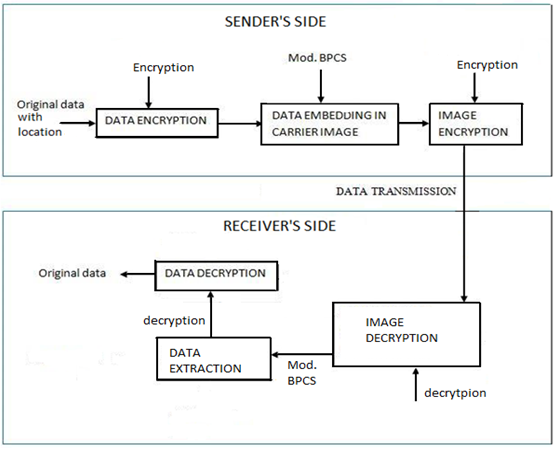 SENDER'S SIDE
Encryption
Mod. BPCS
Encryption
Original data
with
location
DATA ENCRYPTION
DATA EMBEDDING IN
CARRIER IMAGE
IMAGE
ENCRYPTION
DATA TRANSMISSION
RECEIVER'S SIDE
Original data
DATA DECRYPTION
decryption
IMAGE
DECRYPTION
DATA
EXTRACTION
Mod.
BPCS
decrytpion